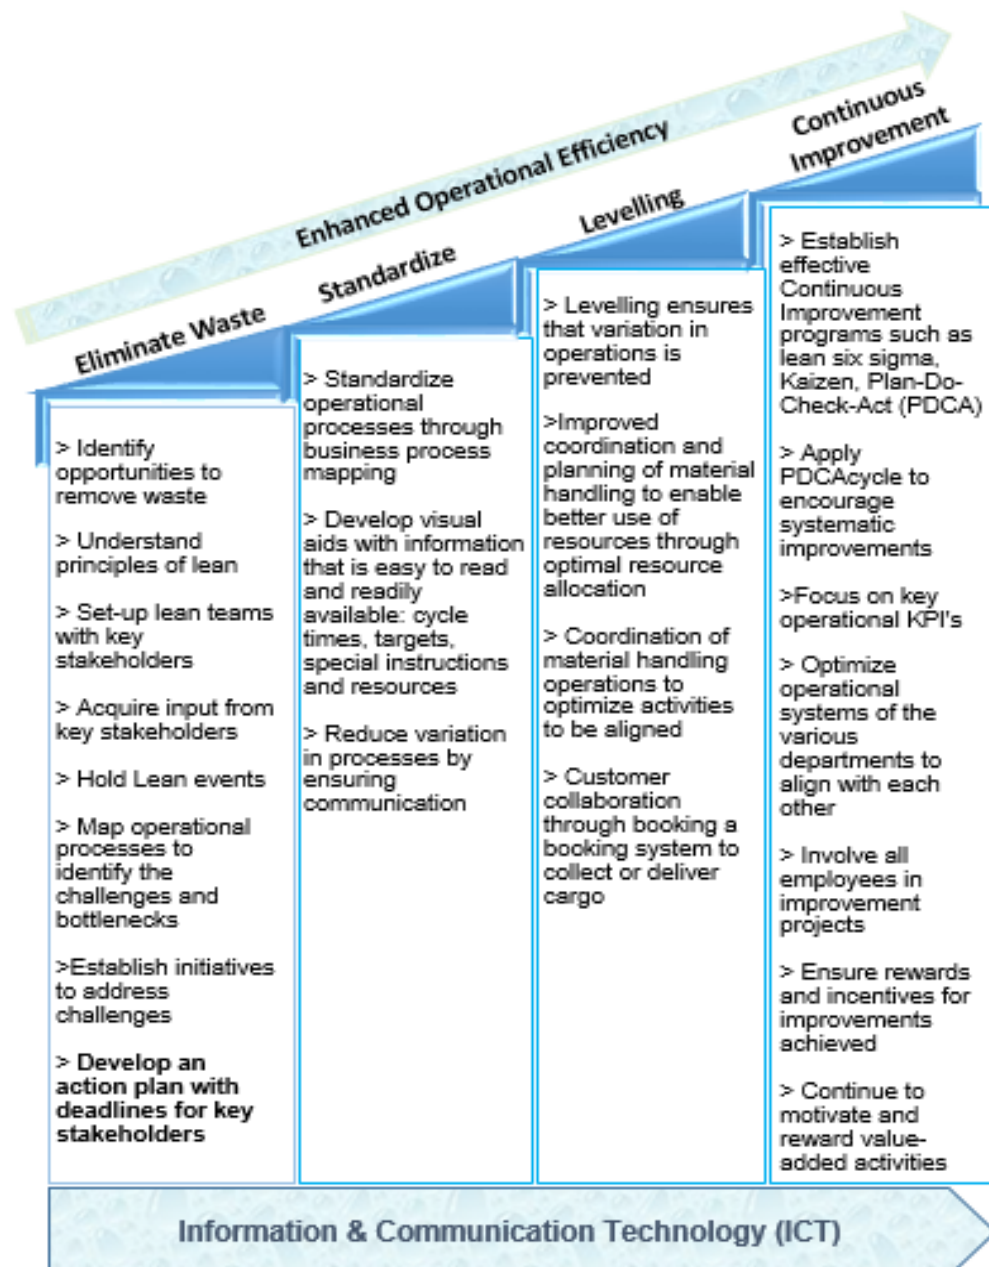 Enhanced Operational Efficiency
Eliminate Waste
> Identify
opportunities to
remove waste
> Understand
principles of lean
> Set-up lean teams
with key
stakeholders
> Acquire input from
key stakeholders
> Hold Lean events
> Map operational
processes to
identify the
challenges and
bottlenecks
>Establish initiatives
to address
challenges
> Develop an
action plan with
deadlines for key
stakeholders
Standardize
> Standardize
operational
processes through
business process
mapping
> Develop visual
aids with information
that is easy to read
and readily
available: cycle
times, targets,
special instructions
and resources
> Reduce variation
in processes by
ensuring
communication
Levelling
> Levelling ensures
that variation in
operations is
prevented
>Improved
coordination and
planning of material
handling to enable
better use of
resources through
optimal resource
allocation
> Coordination of
material handling
operations to
optimize activities
to be aligned
> Customer
collaboration
through booking a
booking system to
collect or deliver
cargo
Continuous
Improvement
> Establish
effective
Continuous
Improvement
programs such as
lean six sigma,
Kaizen, Plan-Do-
Check-Act (PDCA)
> Apply
PDCAcycle to
encourage
systematic
improvements
>Focus on key
operational KPI's
> Optimize
operational
systems of the
various
departments to
align with each
other
> Involve all
employees in
improvement
projects
> Ensure rewards
and incentives for
improvements
achieved
> Continue to
motivate and
reward value-
added activities
Information & Communication Technology (ICT)